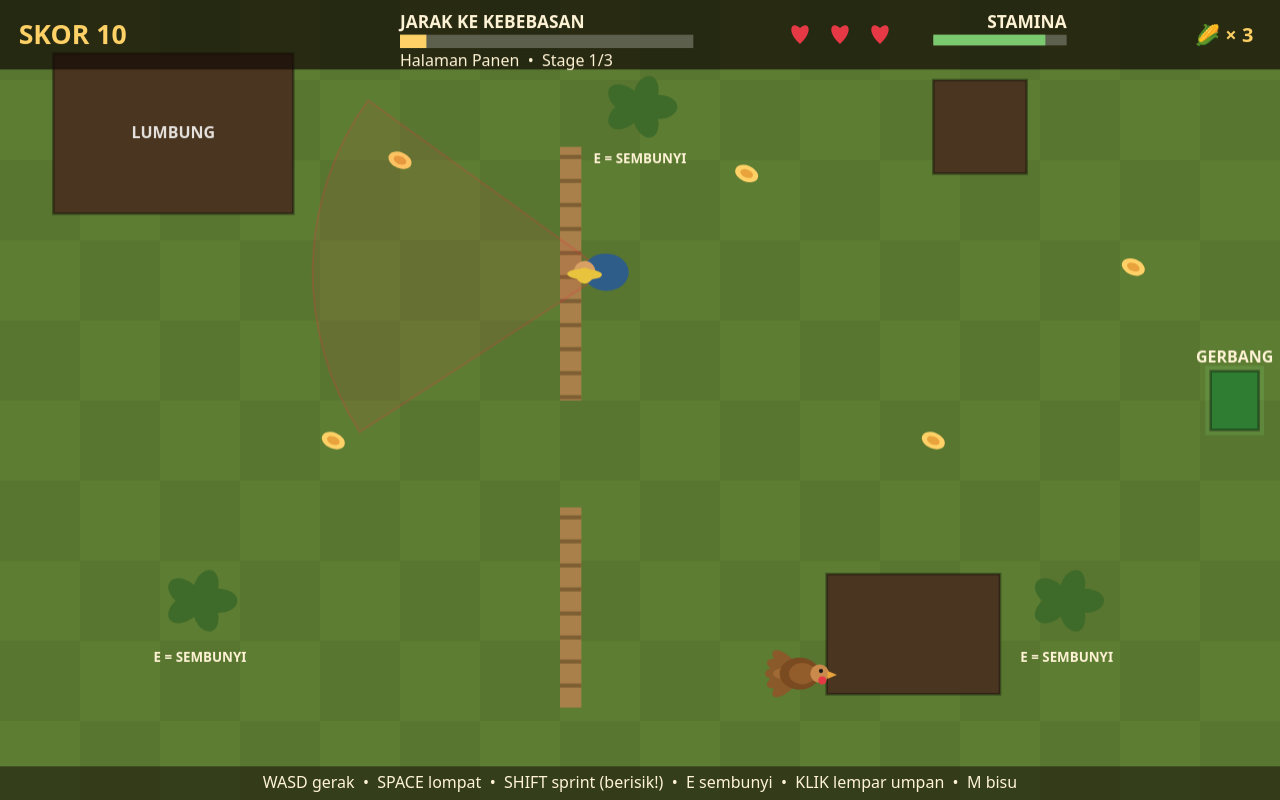 SKOR 10
JARAK KE KEBEBASAN
Halaman Panen • Stage 1/3
STAMINA
× 3
LUMBUNG
E = SEMBUNYI
GERBANG
E = SEMBUNYI
E = SEMBUNYI
WASD gerak • SPACE lompat • SHIFT sprint (berisik!) • E sembunyi • KLIK lempar umpan • M bisu